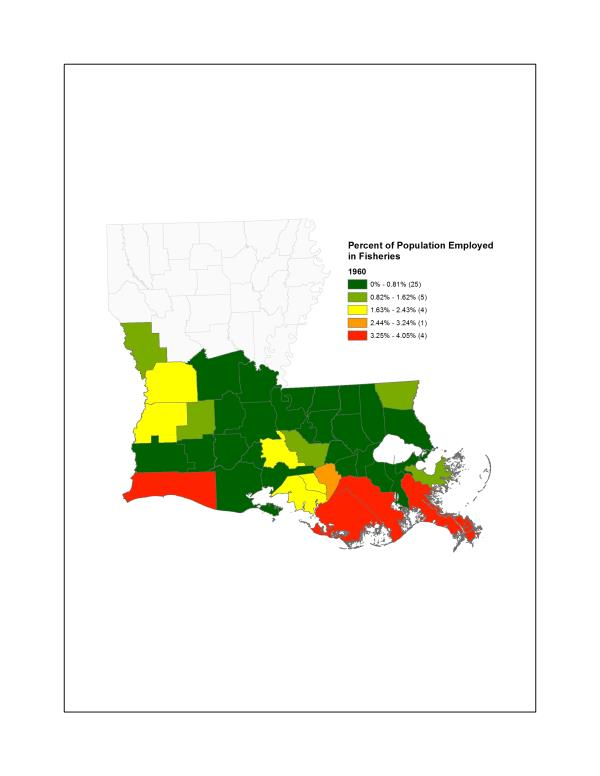 Percent of Population Employed
in Fisheries
1960
0% - 0.81% (25)
0.82% - 1.62% (5)
1.63% - 2.43% (4)
2.44% - 3.24% (1)
3.25% - 4.05% (4)